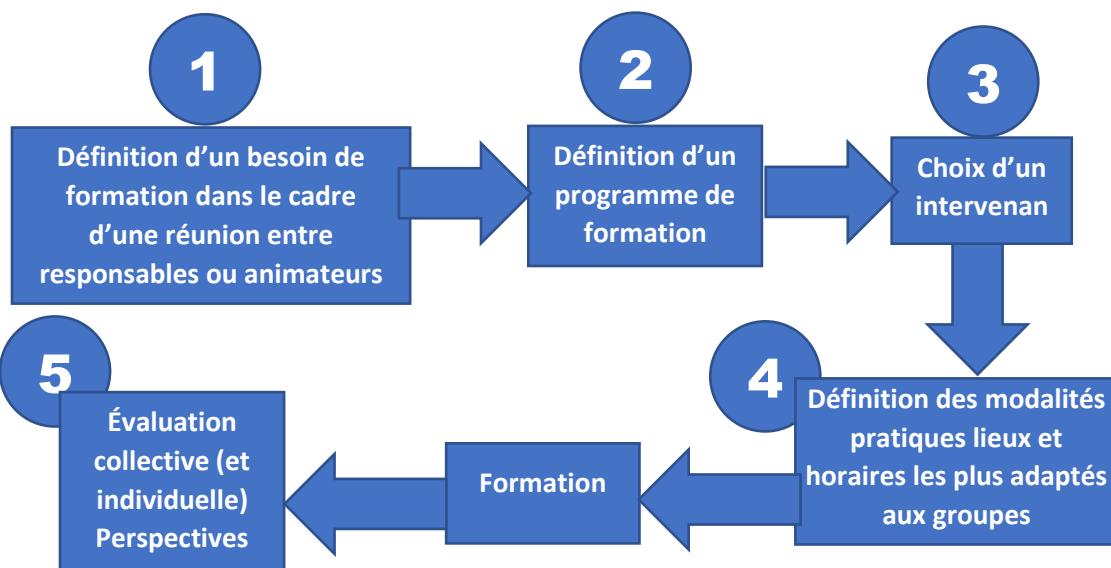 1
Définition d’un besoin de
formation dans le cadre
d’une réunion entre
responsables ou animateurs
2
Définition d’un
programme de
formation
3
Choix d’un
intervenan
4
Définition des modalités
pratiques lieux et
horaires les plus adaptés
aux groupes
Formation
5
Évaluation
collective (et
individuelle)
Perspectives